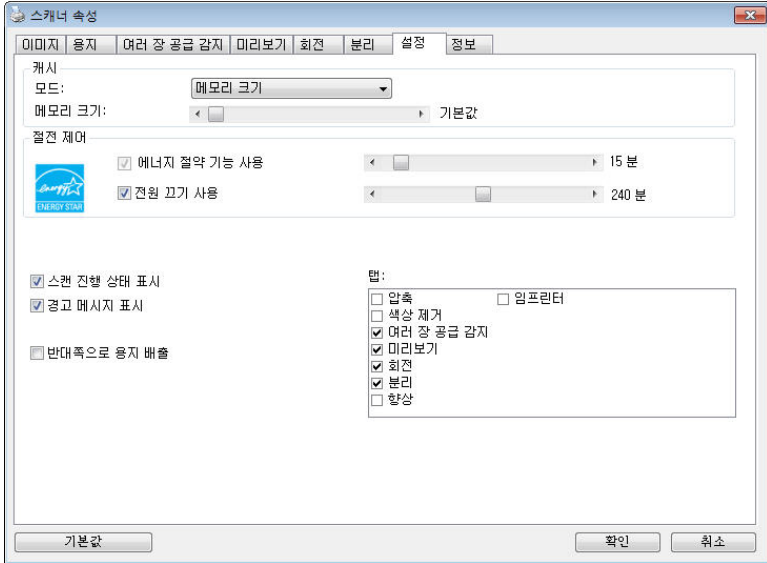 스캐너 속성
이미지 용지 여러 장 공급 감지 미리보기 회전 분리 설정 정보
캐시
모드: 메모리 크기
메모리 크기: 기본값
절전 제어
에너지 절약 기능 사용 15 분
전원 끄기 사용 240 분
energy
ENERGY STAR
스캔 진행 상태 표시
경고 메시지 표시
반대쪽으로 용지 배출
탭:
압축 임프린터
색상 제거
여러 장 공급 감지
미리보기
회전
분리
향상
기본값 확인 취소